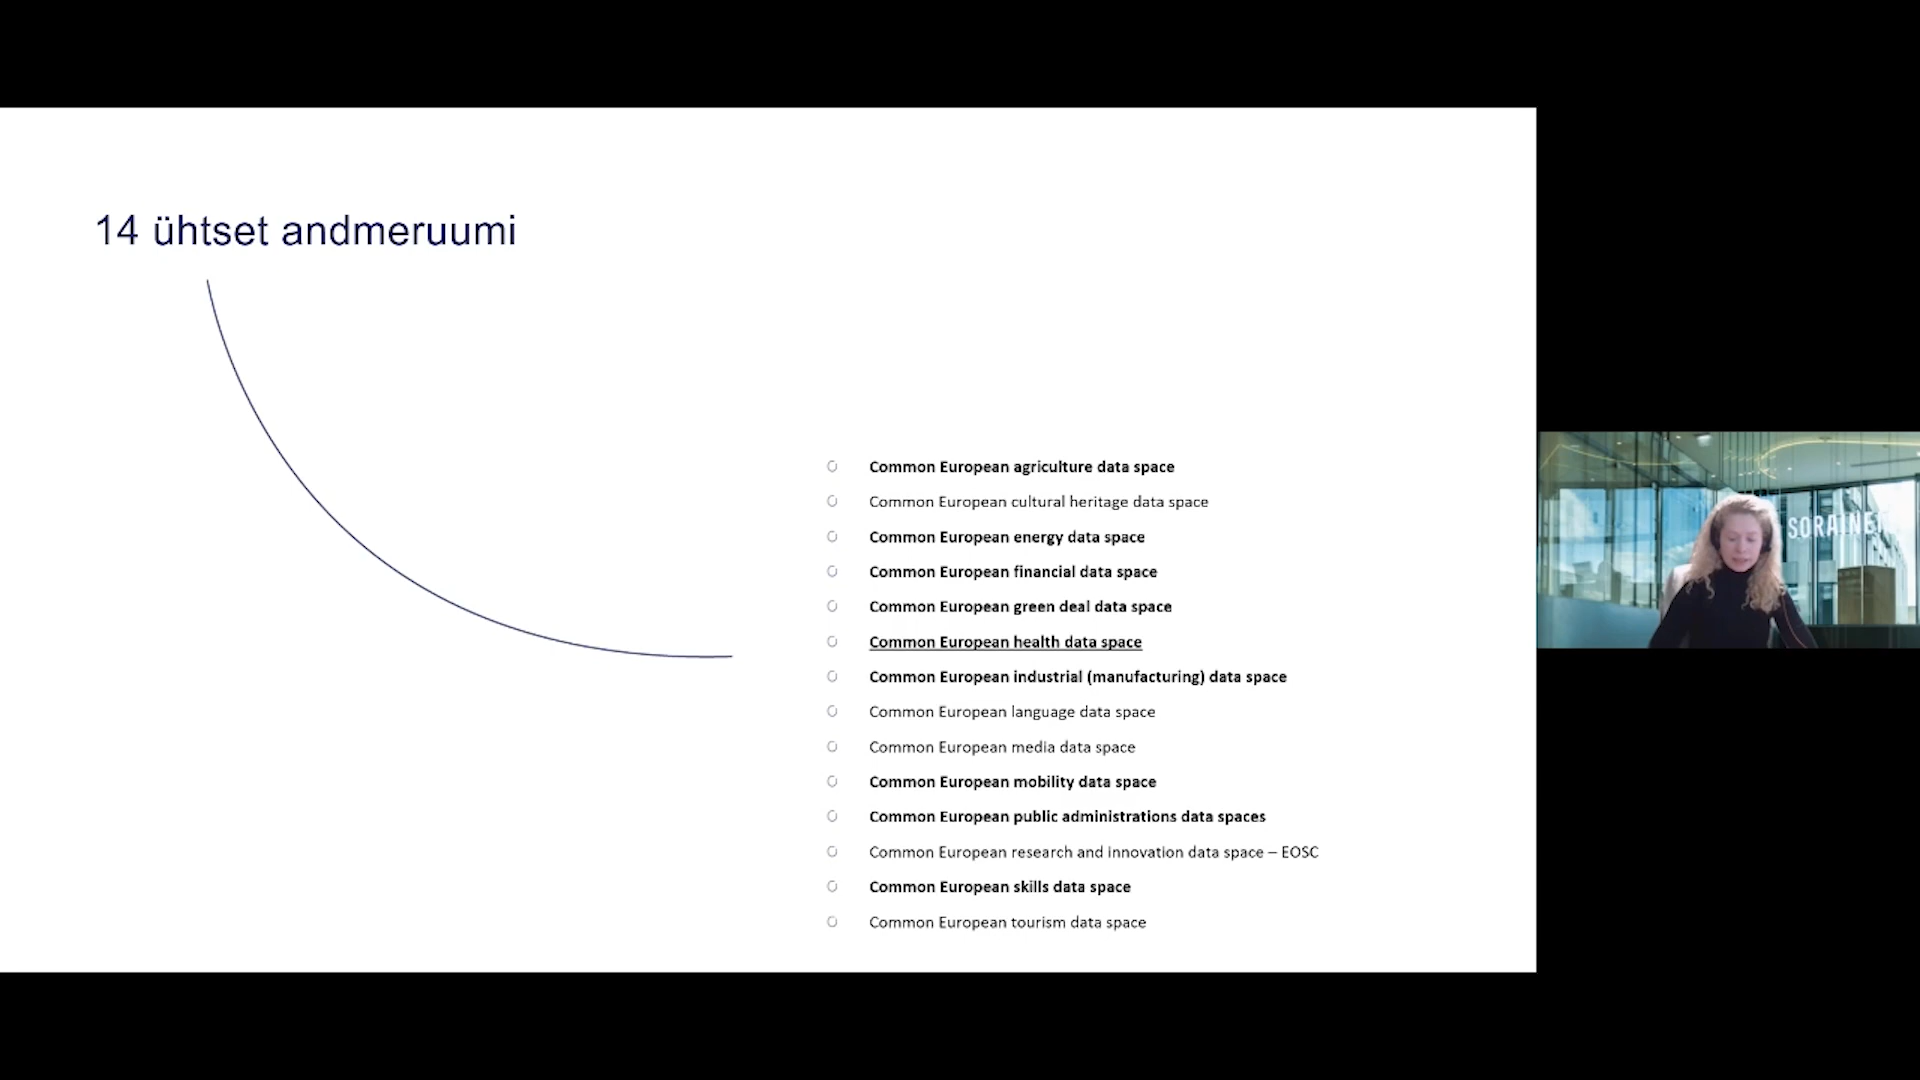 14 ühtset andmeruumi
Common European agriculture data space
Common European cultural heritage data space
Common European energy data space
Common European financial data space
Common European green deal data space
Common European health data space
Common European industrial (manufacturing) data space
Common European language data space
Common European media data space
Common European mobility data space
Common European public administrations data spaces
Common European research and innovation data space – EOSC
Common European skills data space
Common European tourism data space
SORAINEN